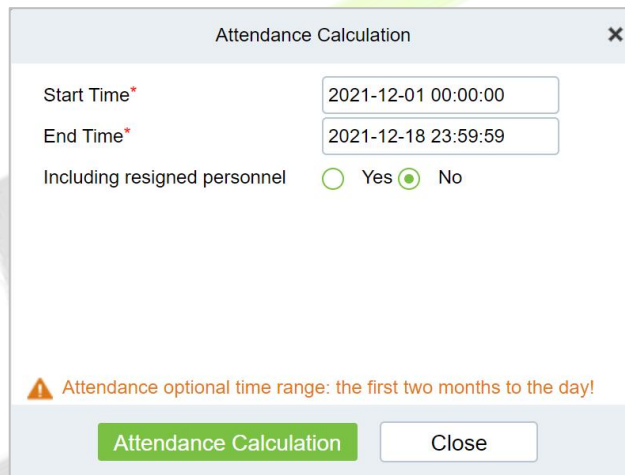 Attendance Calculation
Start Time* 2021-12-01 00:00:00
End Time* 2021-12-18 23:59:59
Including resigned personnel Yes No
Attendance optional time range: the first two months to the day!
Attendance Calculation Close